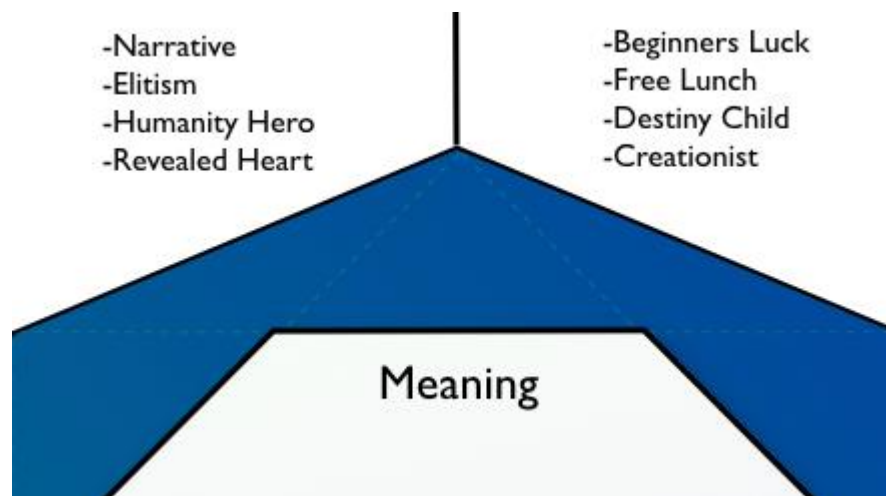 -Narrative
-Elitism
-Humanity Hero
-Revealed Heart
-Beginners Luck
-Free Lunch
-Destiny Child
-Creationist
Meaning